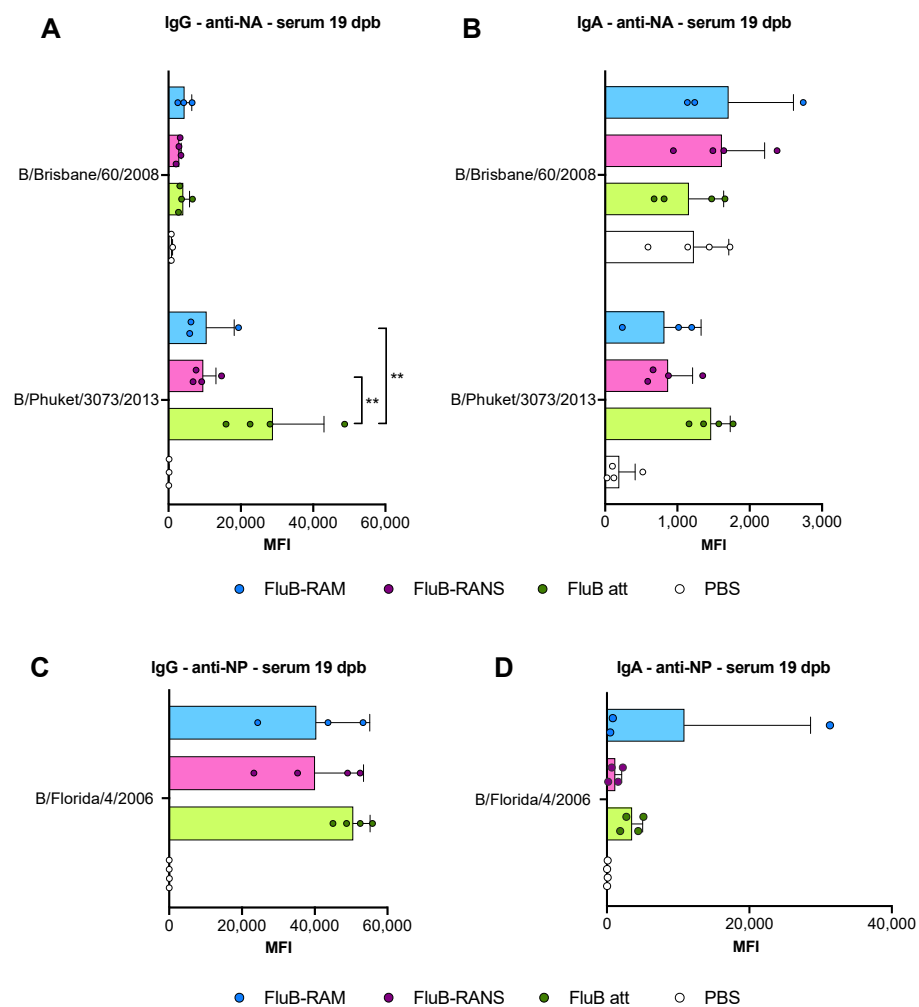 A
IgG - anti-NA - serum 19 dpb
B/Brisbane/60/2008
B/Phuket/3073/2013
**
**
0 20,000 40,000 60,000
MFI
B
IgA - anti-NA - serum 19 dpb
B/Brisbane/60/2008
B/Phuket/3073/2013
0 1,000 2,000 3,000
MFI
FluB-RAM FluB-RANS FluB att PBS
C
IgG - anti-NP - serum 19 dpb
B/Florida/4/2006
0 20,000 40,000 60,000
MFI
D
IgA - anti-NP - serum 19 dpb
B/Florida/4/2006
0 20,000 40,000
MFI
FluB-RAM FluB-RANS FluB att PBS